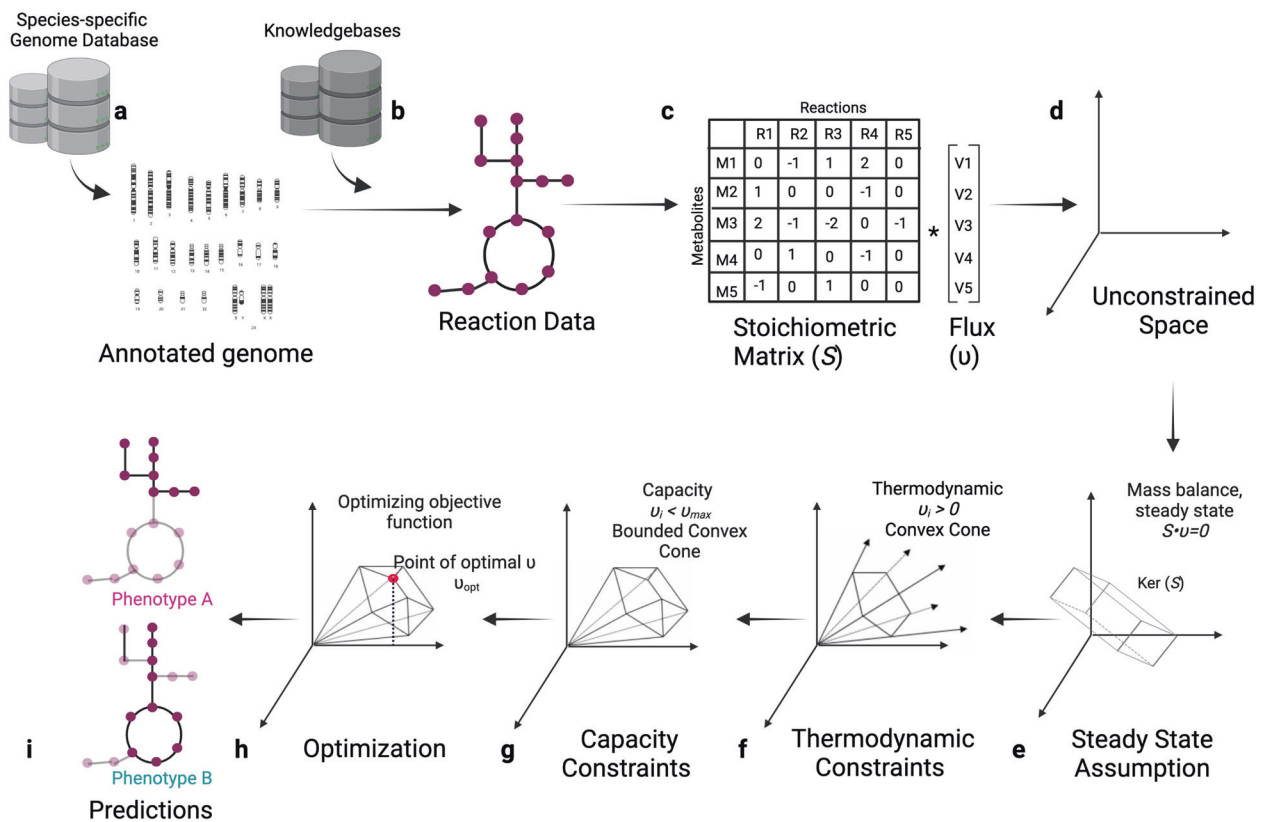 Species-specific
Genome Database
a
Knowledgebases
b
Annotated genome
Reaction Data
c
Reactions
Metabolites
R1 R2 R3 R4 R5
M1 0 -1 1 2 0
M2 1 0 0 -1 0
M3 2 -1 -2 0 -1
M4 0 1 0 -1 0
M5 -1 0 1 0 0
*
V1
V2
V3
V4
V5
Stoichiometric
Matrix (S)
Flux
(υ)
d
Unconstrained
Space
Mass balance,
steady state
S•υ=0
Ker (S)
e
Steady State
Assumption
Thermodynamic
υi > 0
Convex Cone
f
Thermodynamic
Constraints
Capacity
υi < υmax
Bounded Convex
Cone
g
Capacity
Constraints
Optimizing objective
function
Point of optimal υ
υopt
h
Optimization
Phenotype A
Phenotype B
i
Predictions